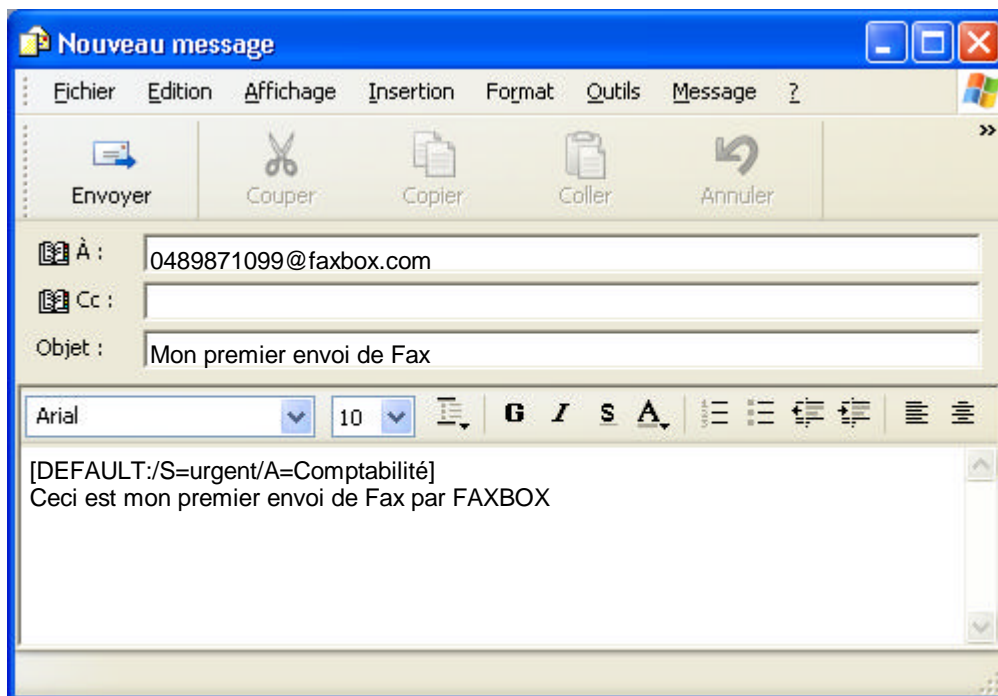 Nouveau message
Fichier Edition Affichage Insertion Format Outils Message ?
»
Envoyer Couper Copier Coller Annuler
À : 0489871099@faxbox.com
Cc :
Objet : Mon premier envoi de Fax
Arial 10 G I S A
[DEFAULT:/S=urgent/A=Comptabilité]
Ceci est mon premier envoi de Fax par FAXBOX